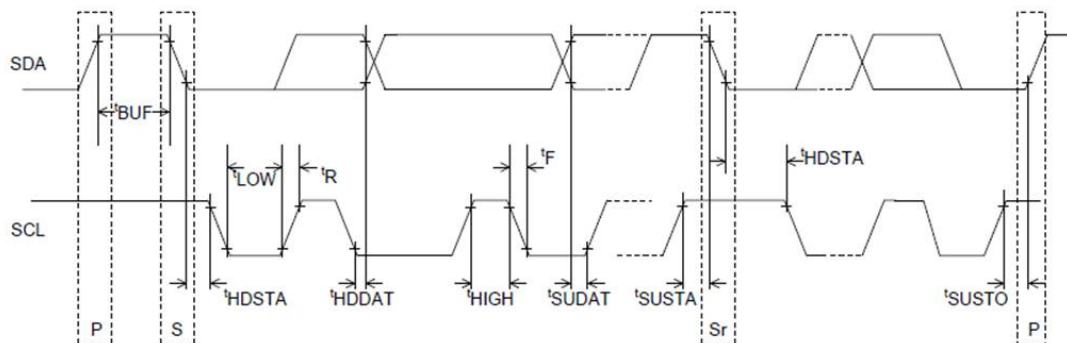 SDA
tBUF
tLOW
tR
tF
tHDSTA
SCL
tHDSTA
tHDDAT
tHIGH
tSUDAT
tSUSTA
tSUSTO
P
S
Sr
P